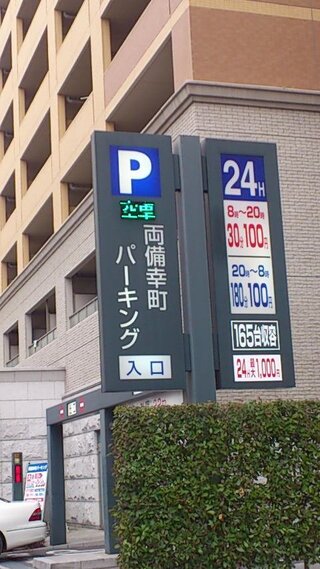 P
空車
両備幸町
パーキング
入口
24H
8時～20時
30分100円
20時～8時
180分100円
165台収容
24時間最大1,000円